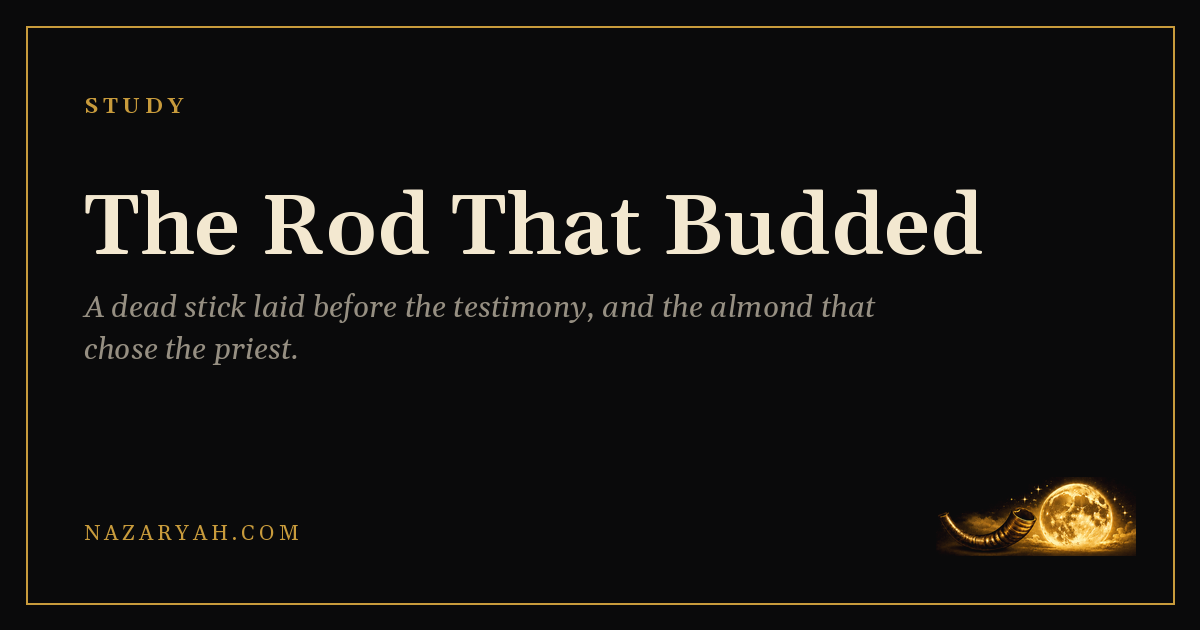 STUDY
The Rod That Budded
A dead stick laid before the testimony, and the almond that
chose the priest.
NAZARYAH.COM